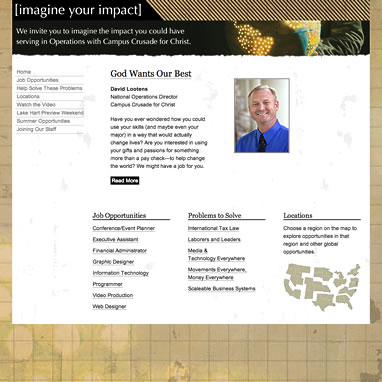 [imagine your impact]
We invite you to imagine the impact you could have
serving in Operations with Campus Crusade for Christ.
Home
Job Opportunities
Help Solve These Problems
Locations
Watch the Video
Lake Hart Preview Weekend
Summer Opportunities
Joining Our Staff
God Wants Our Best
David Lootens
National Operations Director
Campus Crusade for Christ
Have you ever wondered how you could
use your skills (and maybe even your
major) in a way that would actually
change lives? Are you interested in using
your gifts and passions for something
more than a pay check—to help change
the world? We might have a job for you.
Read More
Job Opportunities
Conference/Event Planner
Executive Assistant
Financial Administrator
Graphic Designer
Information Technology
Programmer
Video Production
Web Designer
Problems to Solve
International Tax Law
Laborers and Leaders
Media &
Technology Everywhere
Movements Everywhere,
Money Everywhere
Scaleable Business Systems
Locations
Choose a region on the map to
explore opportunities in that
region and other global
opportunities.